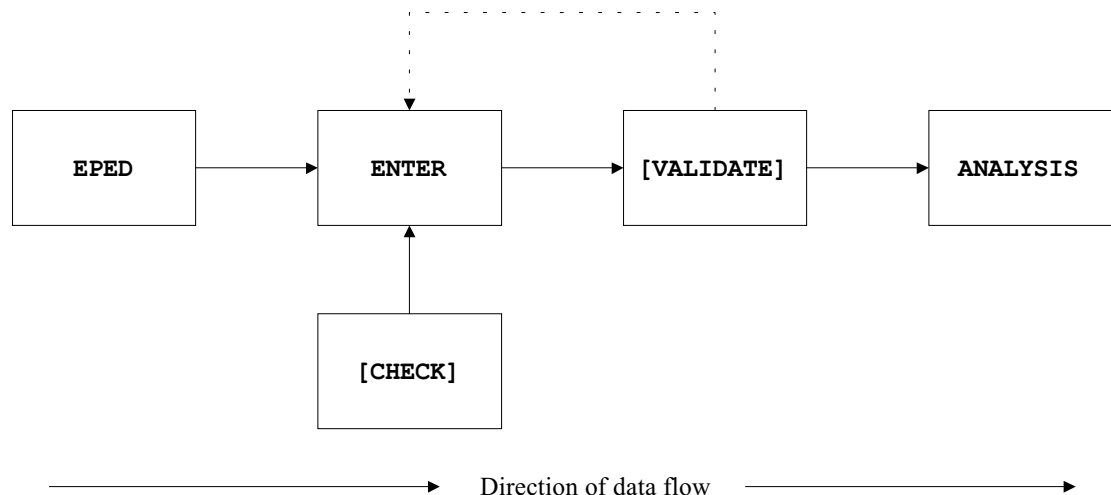 EPED
ENTER
[VALIDATE]
ANALYSIS
[CHECK]
Direction of data flow